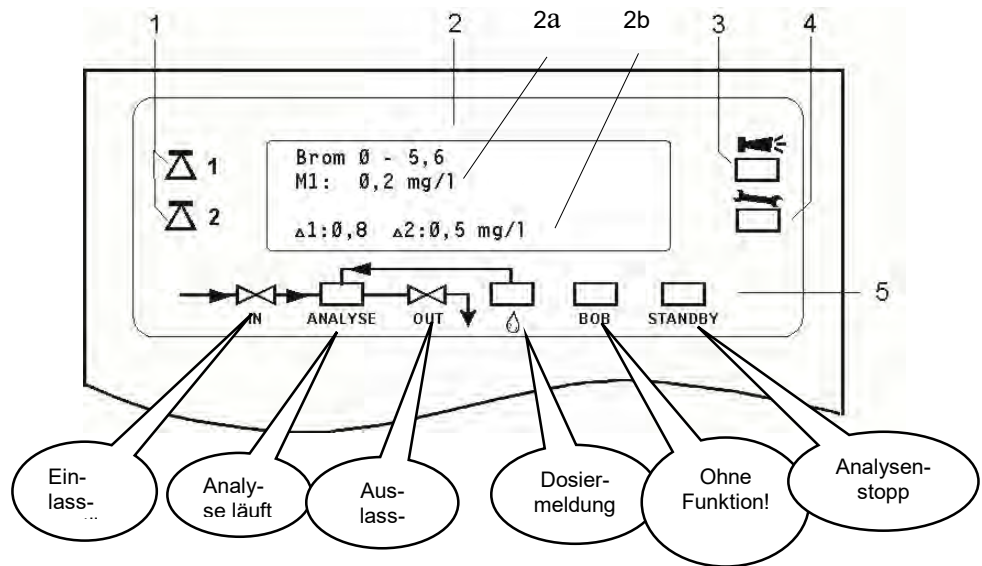 1 2 2a 2b 3 4
Brom Ø - 5,6
M1: Ø,2 mg/l
▵1:Ø,8 ▵2:Ø,5 mg/l
1
2
5
IN ANALYSE OUT BOB STANDBY
Ein-
lass-
Analy-
se läuft
Aus-
lass-
Dosier-
meldung
Ohne
Funktion!
Analysen-
stopp